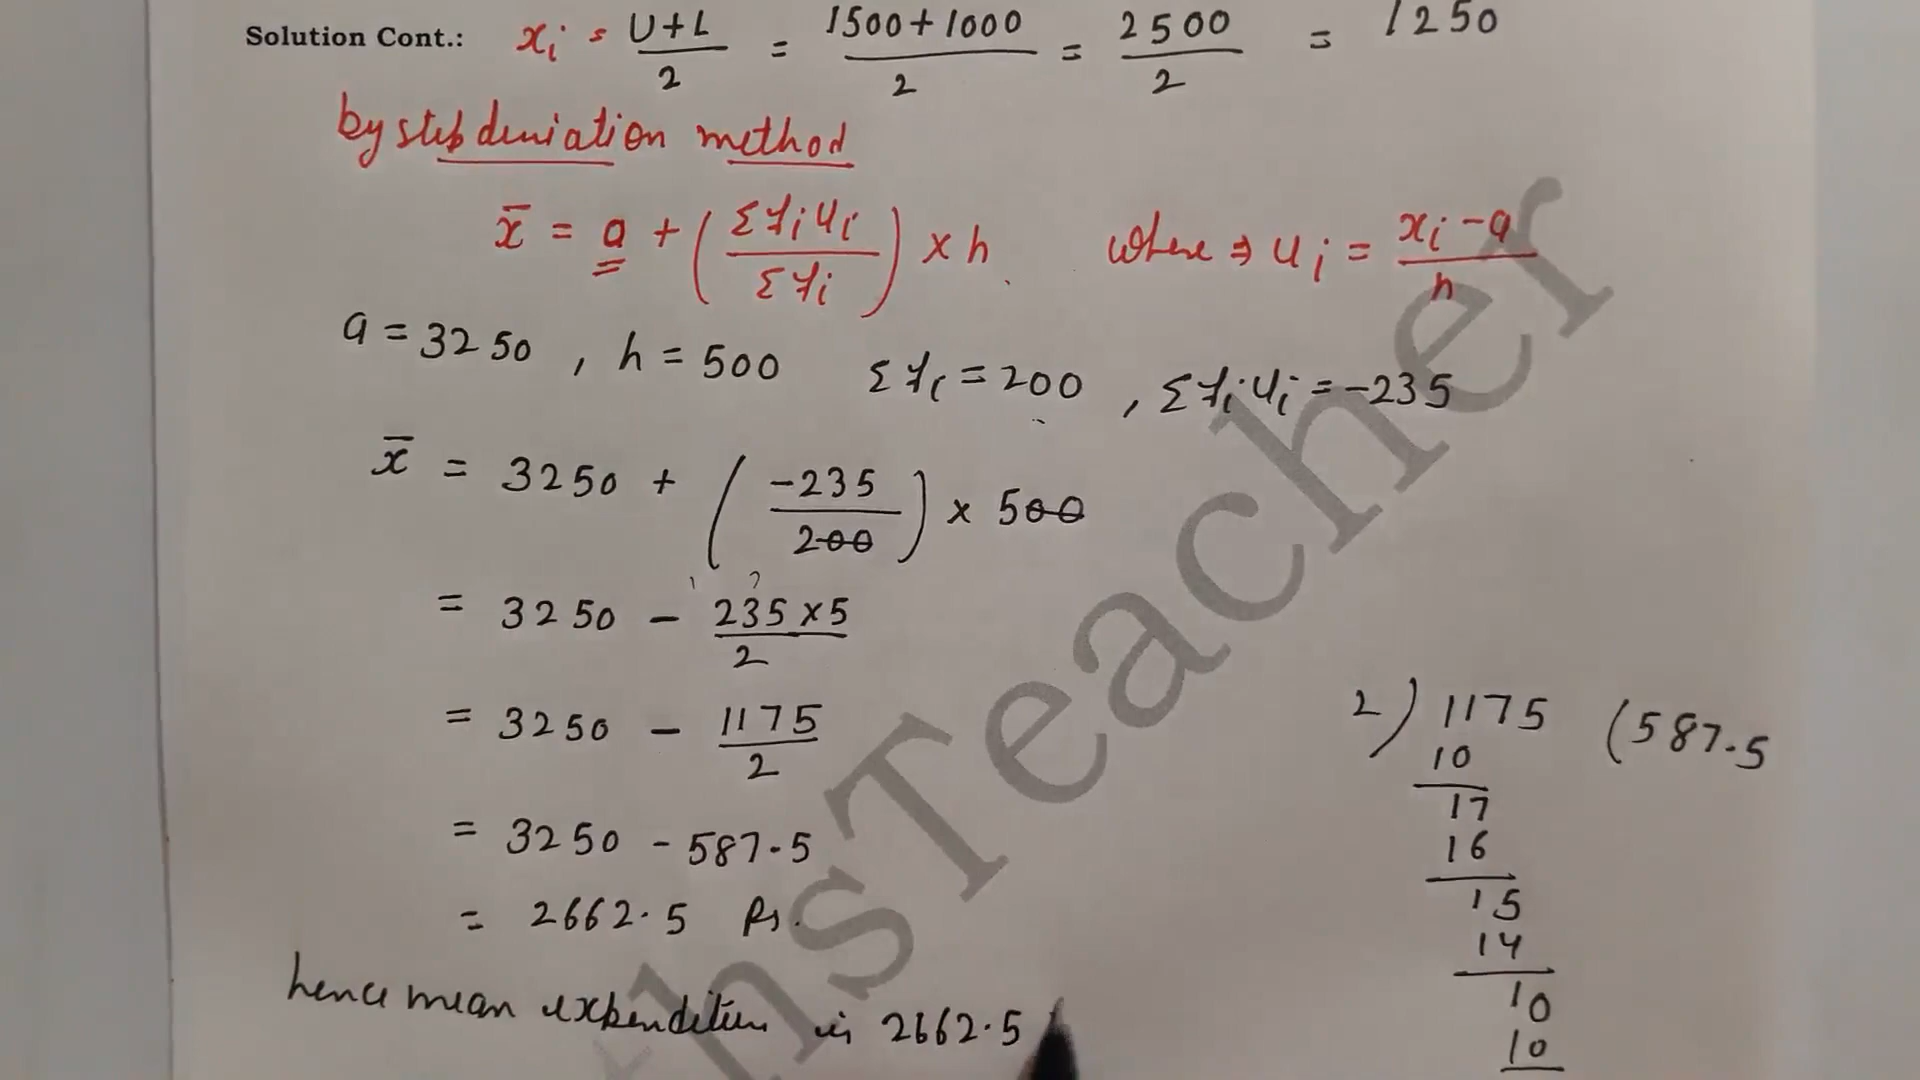 Solution Cont.: xᵢ = U+L/2 = 1500+1000/2 = 2500/2 = 1250
by step deviation method
x̄ = a + (Σfᵢuᵢ/Σfᵢ) × h where ⇒ uᵢ = xᵢ-a/h
a = 3250 , h = 500 Σfᵢ = 200 , Σfᵢuᵢ = -235
x̄ = 3250 + (-235/200) × 500
= 3250 - 235×5/2
= 3250 - 1175/2
= 3250 - 587.5
= 2662.5 Rs.
hence mean expenditure is 2662.5
2) 1175 (587.5
10
17
16
15
14
10
10
hsTeacher